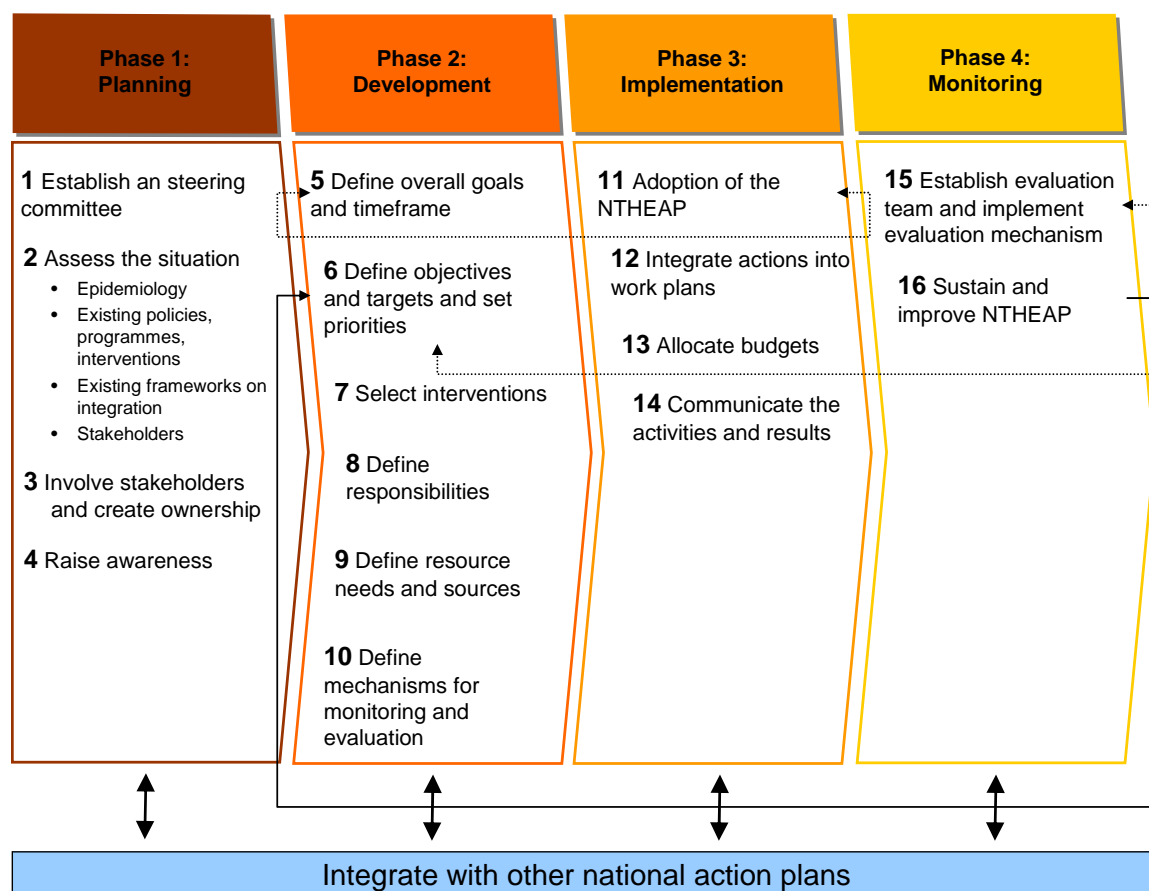 Phase 1:
Planning
Phase 2:
Development
Phase 3:
Implementation
Phase 4:
Monitoring
1 Establish an steering
committee
2 Assess the situation
• Epidemiology
• Existing policies,
programmes,
interventions
• Existing frameworks on
integration
• Stakeholders
3 Involve stakeholders
and create ownership
4 Raise awareness
5 Define overall goals
and timeframe
6 Define objectives
and targets and set
priorities
7 Select interventions
8 Define
responsibilities
9 Define resource
needs and sources
10 Define
mechanisms for
monitoring and
evaluation
11 Adoption of the
NTHEAP
12 Integrate actions into
work plans
13 Allocate budgets
14 Communicate the
activities and results
15 Establish evaluation
team and implement
evaluation mechanism
16 Sustain and
improve NTHEAP
Integrate with other national action plans